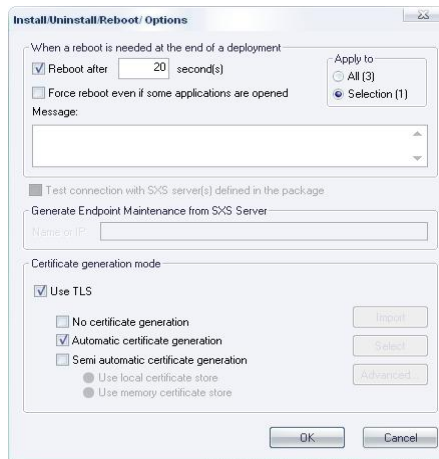 Install/Uninstall/Reboot/ Options
When a reboot is needed at the end of a deployment
Reboot after 20 second(s)
Force reboot even if some applications are opened
Apply to
All (3)
Selection (1)
Message:
Test connection with SXS server(s) defined in the package
Generate Endpoint Maintenance from SXS Server
Name or IP:
Certificate generation mode
Use TLS
No certificate generation
Import
Automatic certificate generation
Select
Semi automatic certificate generation
Use local certificate store
Advanced...
Use memory certificate store
OK
Cancel